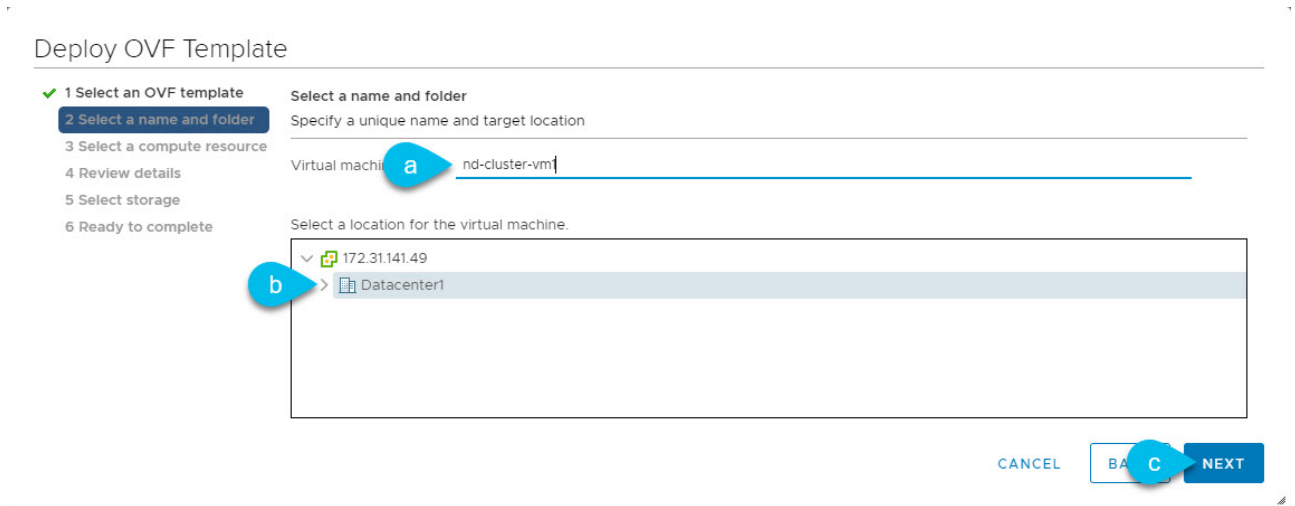 Deploy OVF Template
1 Select an OVF template
2 Select a name and folder
3 Select a compute resource
4 Review details
5 Select storage
6 Ready to complete
Select a name and folder
Specify a unique name and target location
Virtual a nd-cluster-vm1
Select a location for the virtual machine.
172.31.141.49
b Datacenter1
CANCEL c NEXT